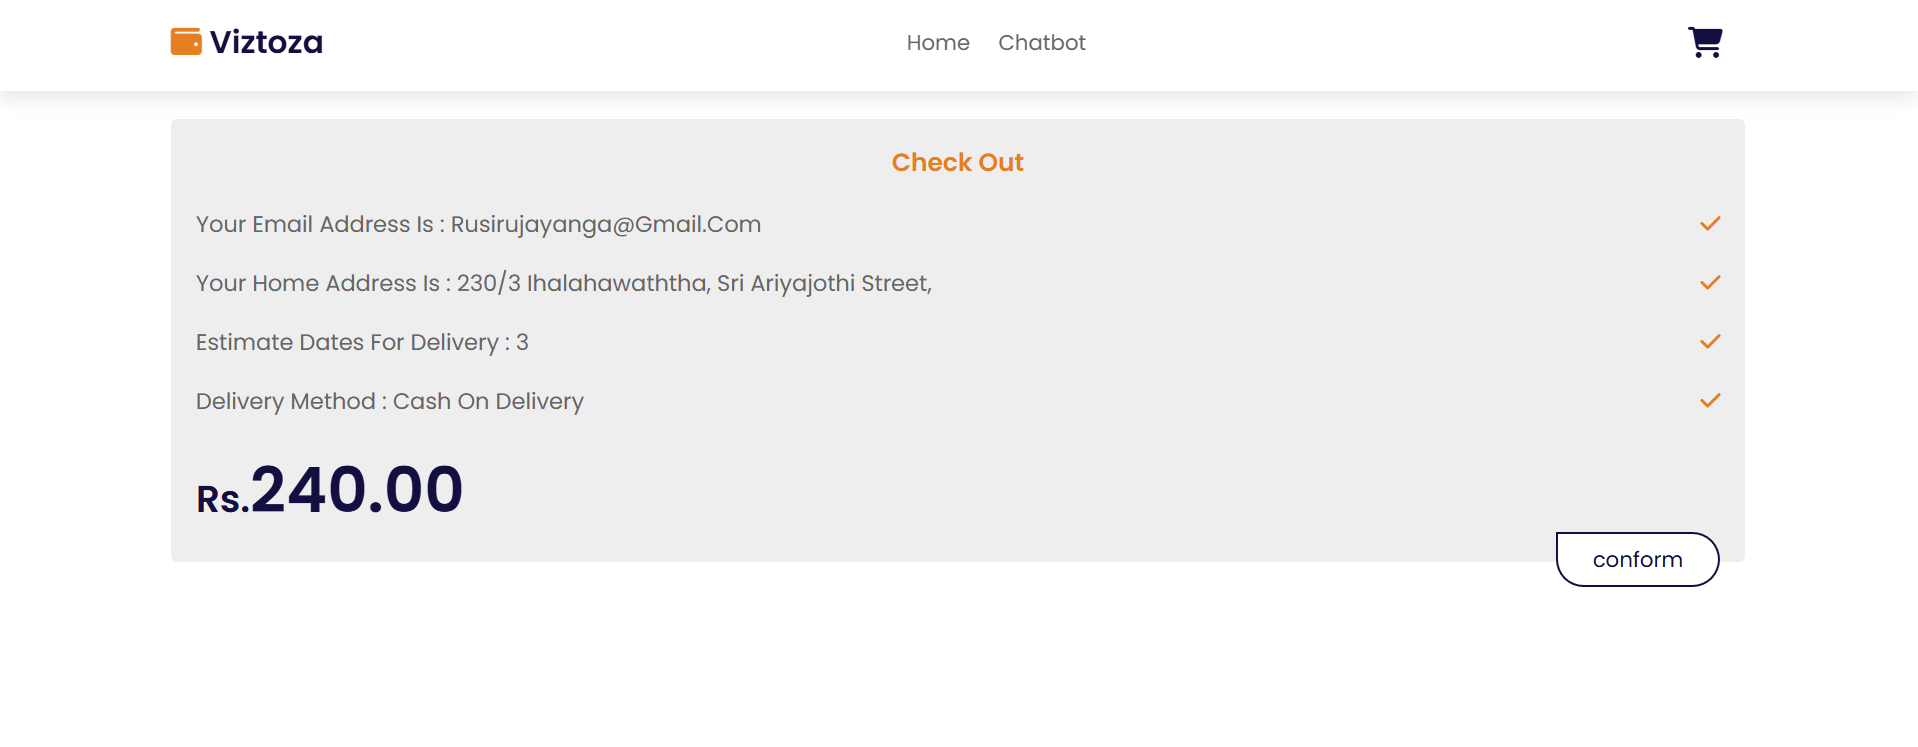 Viztoza
Home Chatbot
Check Out
Your Email Address Is : Rusirujayanga@Gmail.Com
Your Home Address Is : 230/3 Ihalahawaththa, Sri Ariyajothi Street,
Estimate Dates For Delivery : 3
Delivery Method : Cash On Delivery
Rs.240.00
conform